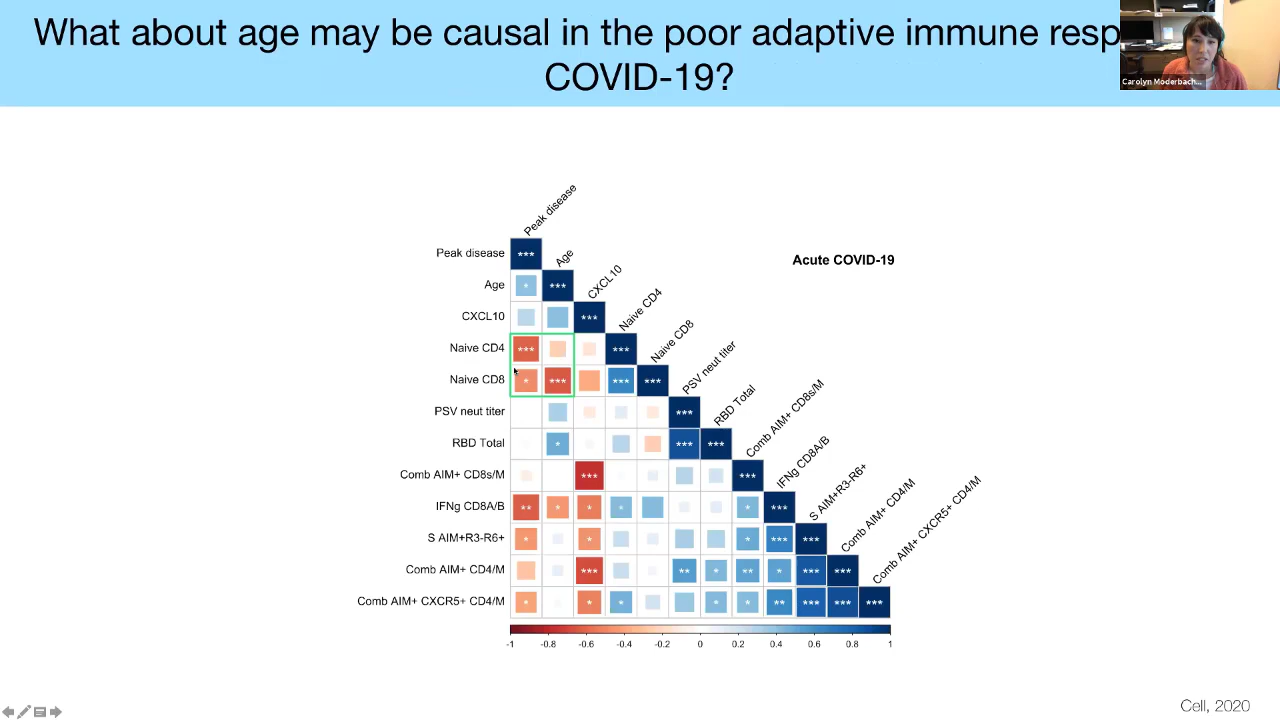 What about age may be causal in the poor adaptive immune resp
COVID-19?
Carolyn Moderbach...
Acute COVID-19
Peak disease
Age
CXCL10
Naive CD4
Naive CD8
PSV neut titer
RBD Total
Comb AIM+ CD8s/M
IFNg CD8A/B
S AIM+R3-R6+
Comb AIM+ CD4/M
Comb AIM+ CXCR5+ CD4/M
Peak disease ***
Age * ***
CXCL10 ***
Naive CD4 *** ***
Naive CD8 * *** *** ***
PSV neut titer ***
RBD Total * *** ***
Comb AIM+ CD8s/M *** ***
IFNg CD8A/B ** * * * * ***
S AIM+R3-R6+ * * * *** ***
Comb AIM+ CD4/M *** ** * ** * *** ***
Comb AIM+ CXCR5+ CD4/M * * * * * ** *** *** ***
-1 -0.8 -0.6 -0.4 -0.2 0 0.2 0.4 0.6 0.8 1
Cell, 2020